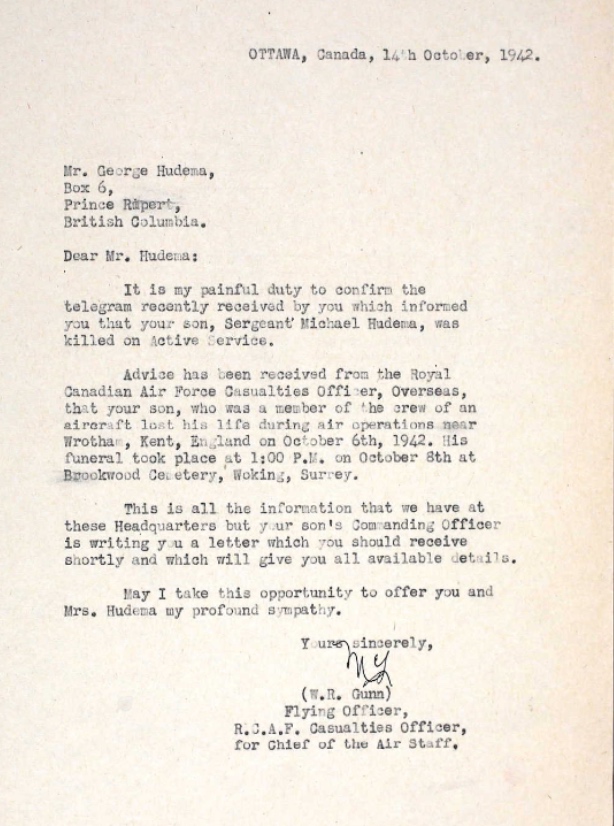 OTTAWA, Canada, 14th October, 1942.
Mr. George Hudema,
Box 6,
Prince Rupert,
British Columbia.
Dear Mr. Hudema:
It is my painful duty to confirm the
telegram recently received by you which informed
you that your son, Sergeant Michael Hudema, was
killed on Active Service.
Advice has been received from the Royal
Canadian Air Force Casualties Officer, Overseas,
that your son, who was a member of the crew of an
aircraft lost his life during air operations near
Wrotham, Kent, England on October 6th, 1942. His
funeral took place at 1:00 P.M. on October 8th at
Brookwood Cemetery, Woking, Surrey.
This is all the information that we have at
these Headquarters but your son's Commanding Officer
is writing you a letter which you should receive
shortly and which will give you all available details.
May I take this opportunity to offer you and
Mrs. Hudema my profound sympathy.
Yours sincerely,
(W.R. Gunn)
Flying Officer,
R.C.A.F. Casualties Officer,
for Chief of the Air Staff.